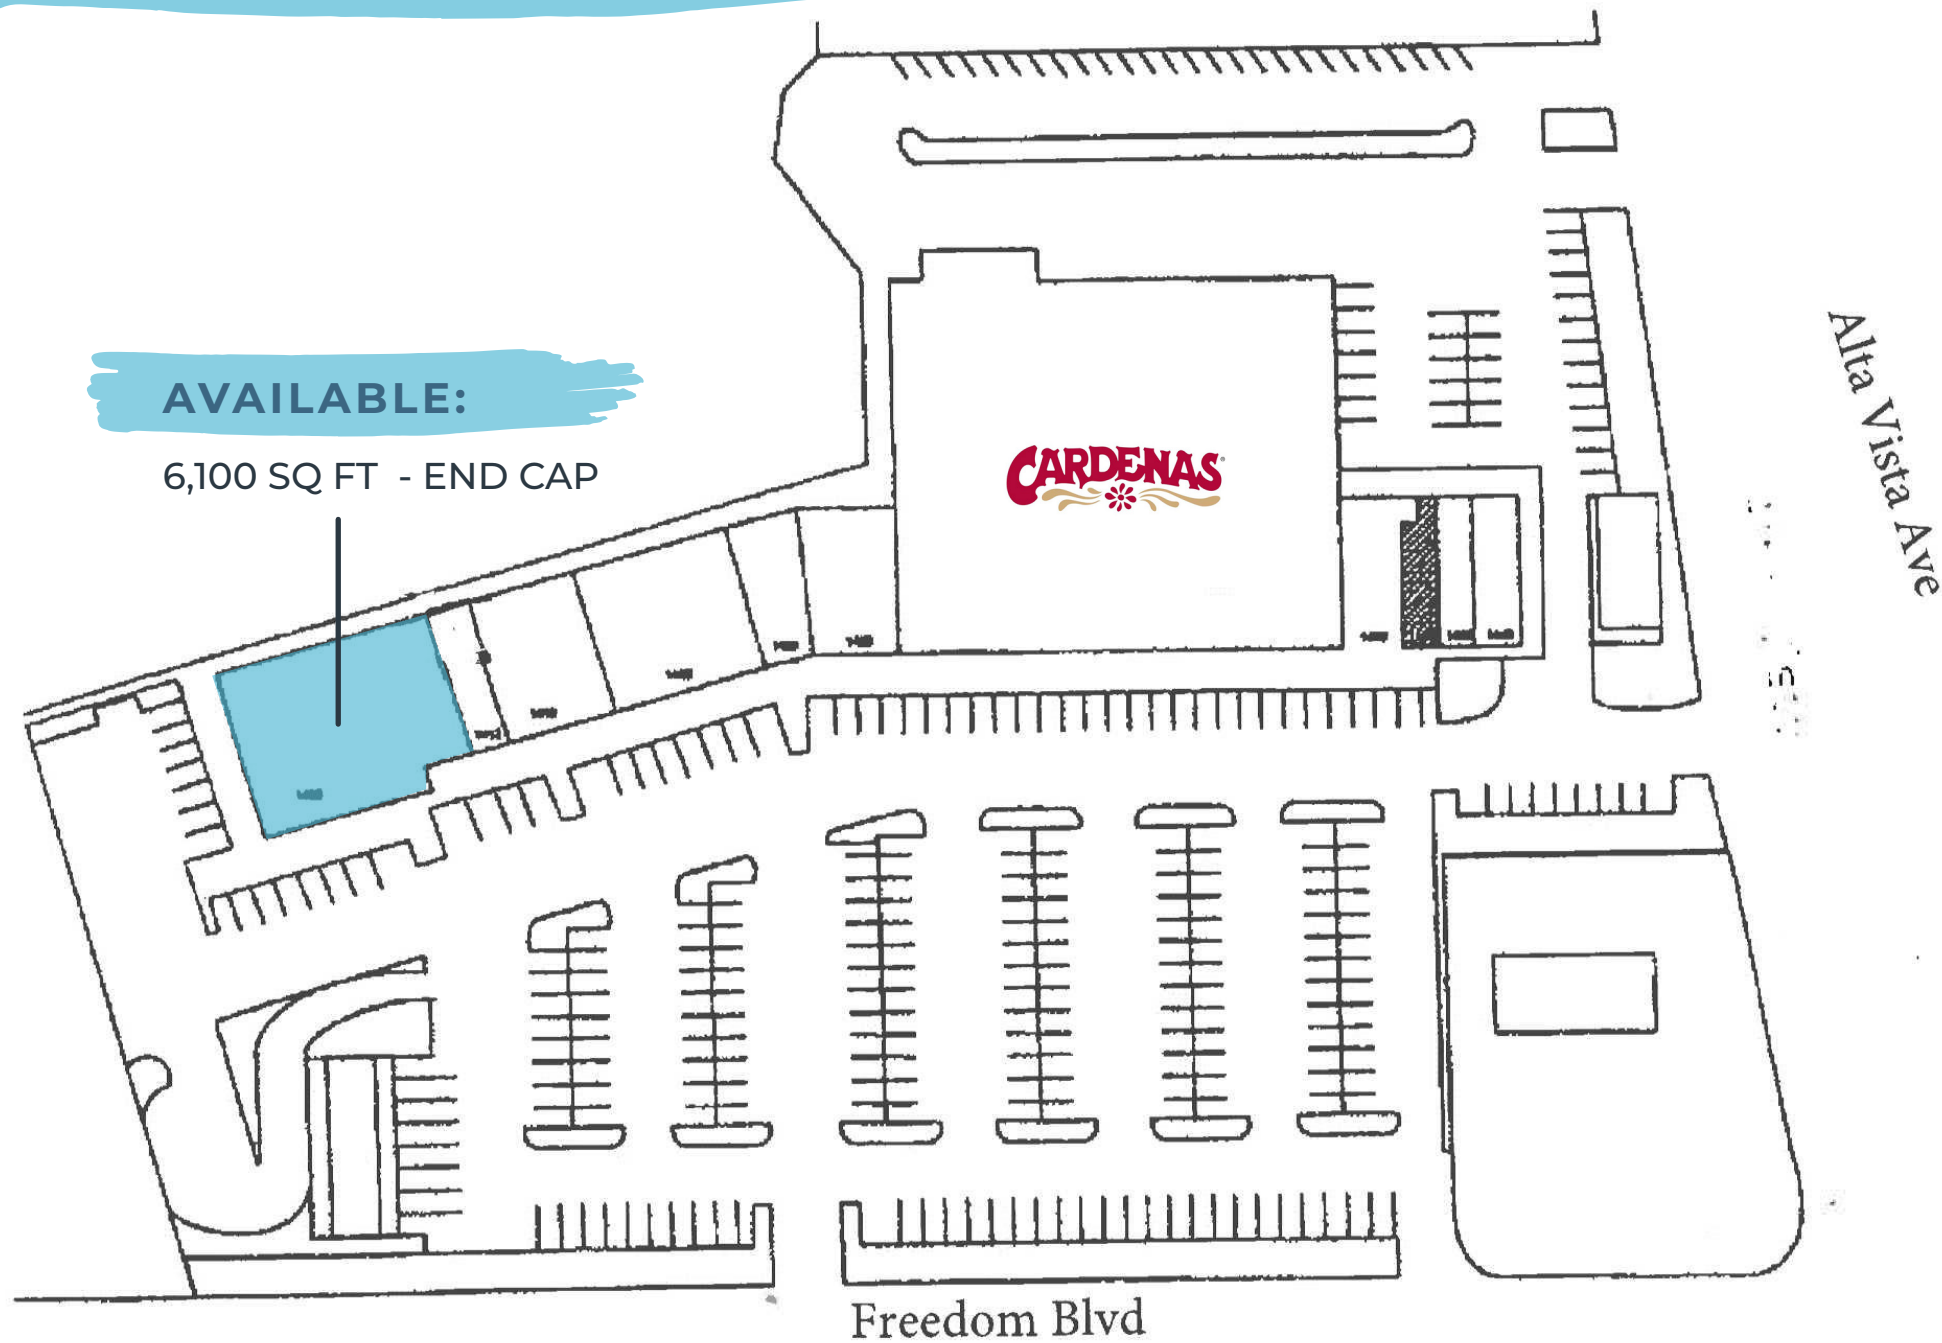 AVAILABLE:
6,100 SQ FT - END CAP
CARDENAS
Alta Vista Ave
Freedom Blvd